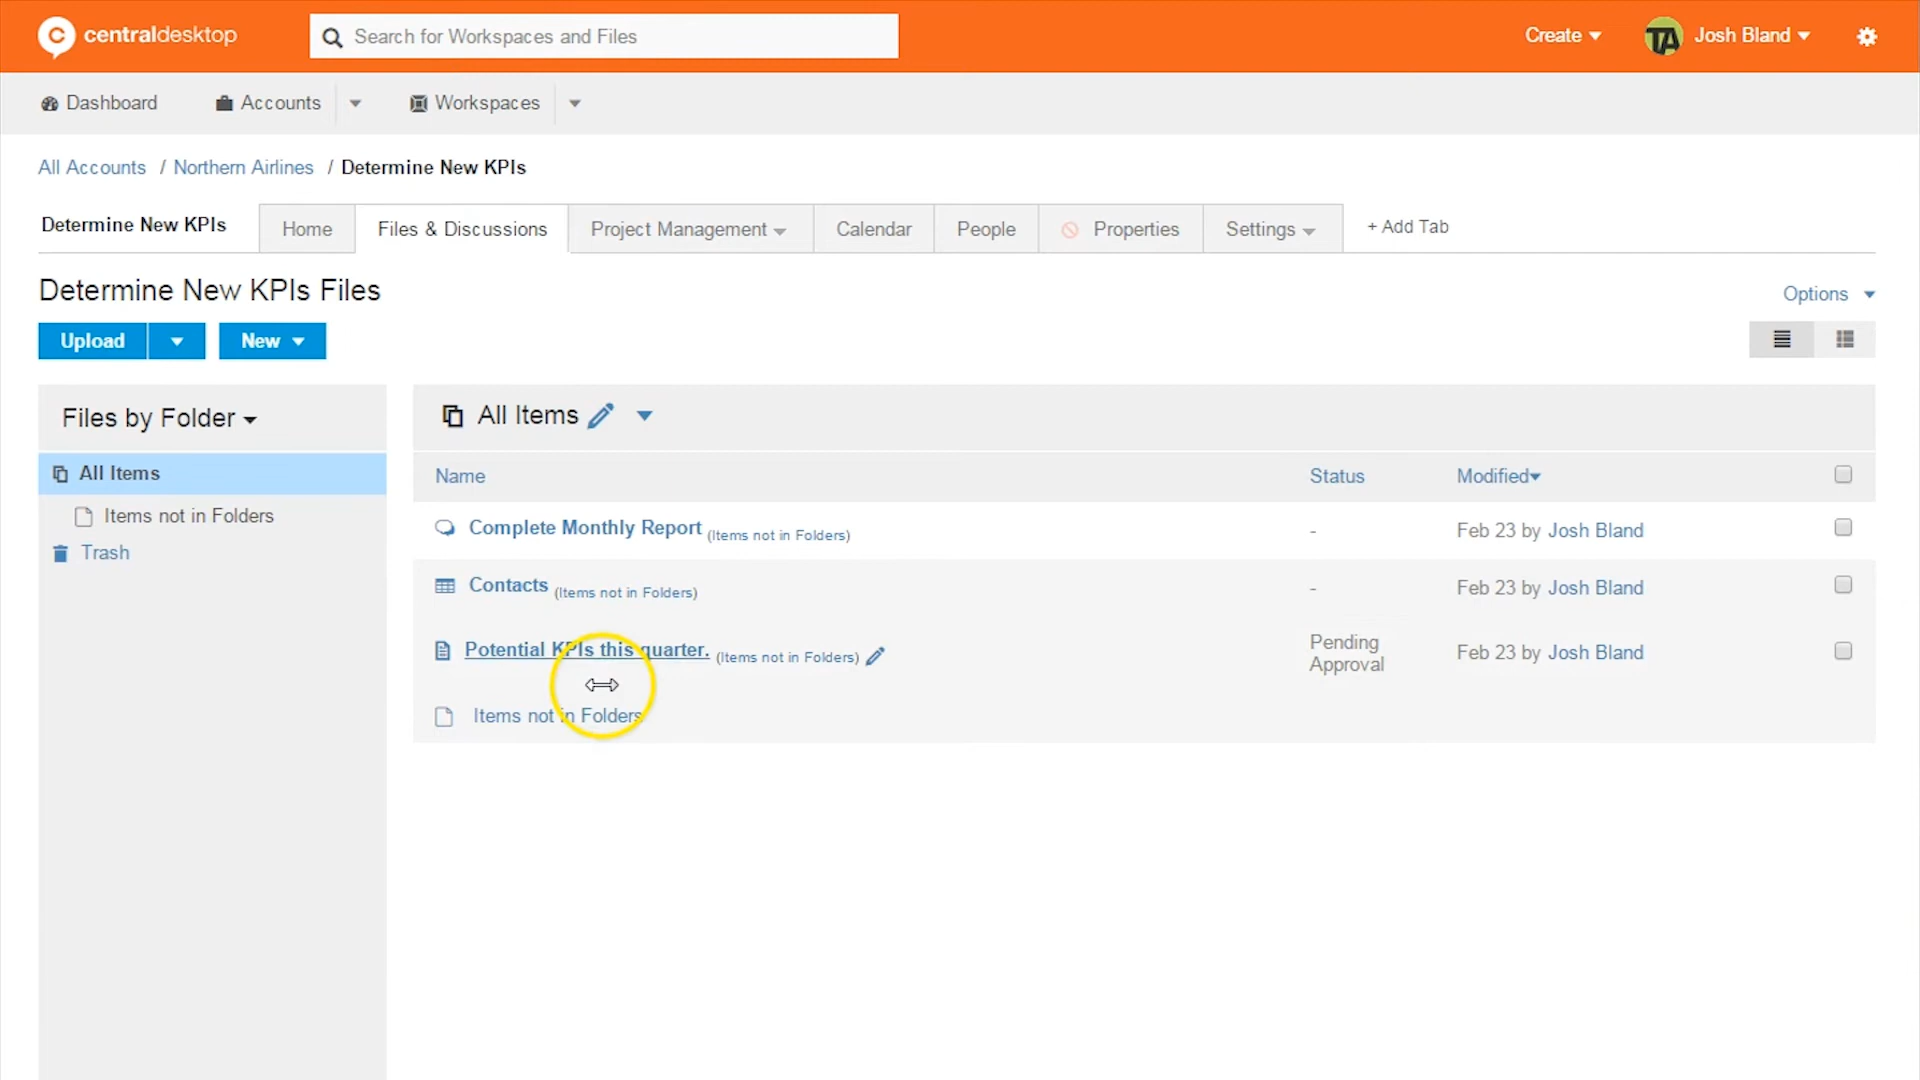 centraldesktop
Search for Workspaces and Files
Create
TA
Josh Bland
Dashboard
Accounts
Workspaces
All Accounts / Northern Airlines / Determine New KPIs
Determine New KPIs
Home
Files & Discussions
Project Management
Calendar
People
Properties
Settings
+ Add Tab
Determine New KPIs Files
Options
Upload
New
Files by Folder
All Items
Items not in Folders
Trash
All Items
Name
Status
Modified
Complete Monthly Report (Items not in Folders)
-
Feb 23 by Josh Bland
Contacts (Items not in Folders)
-
Feb 23 by Josh Bland
Potential KPIs this quarter. (Items not in Folders)
Pending
Approval
Feb 23 by Josh Bland
Items not in Folders